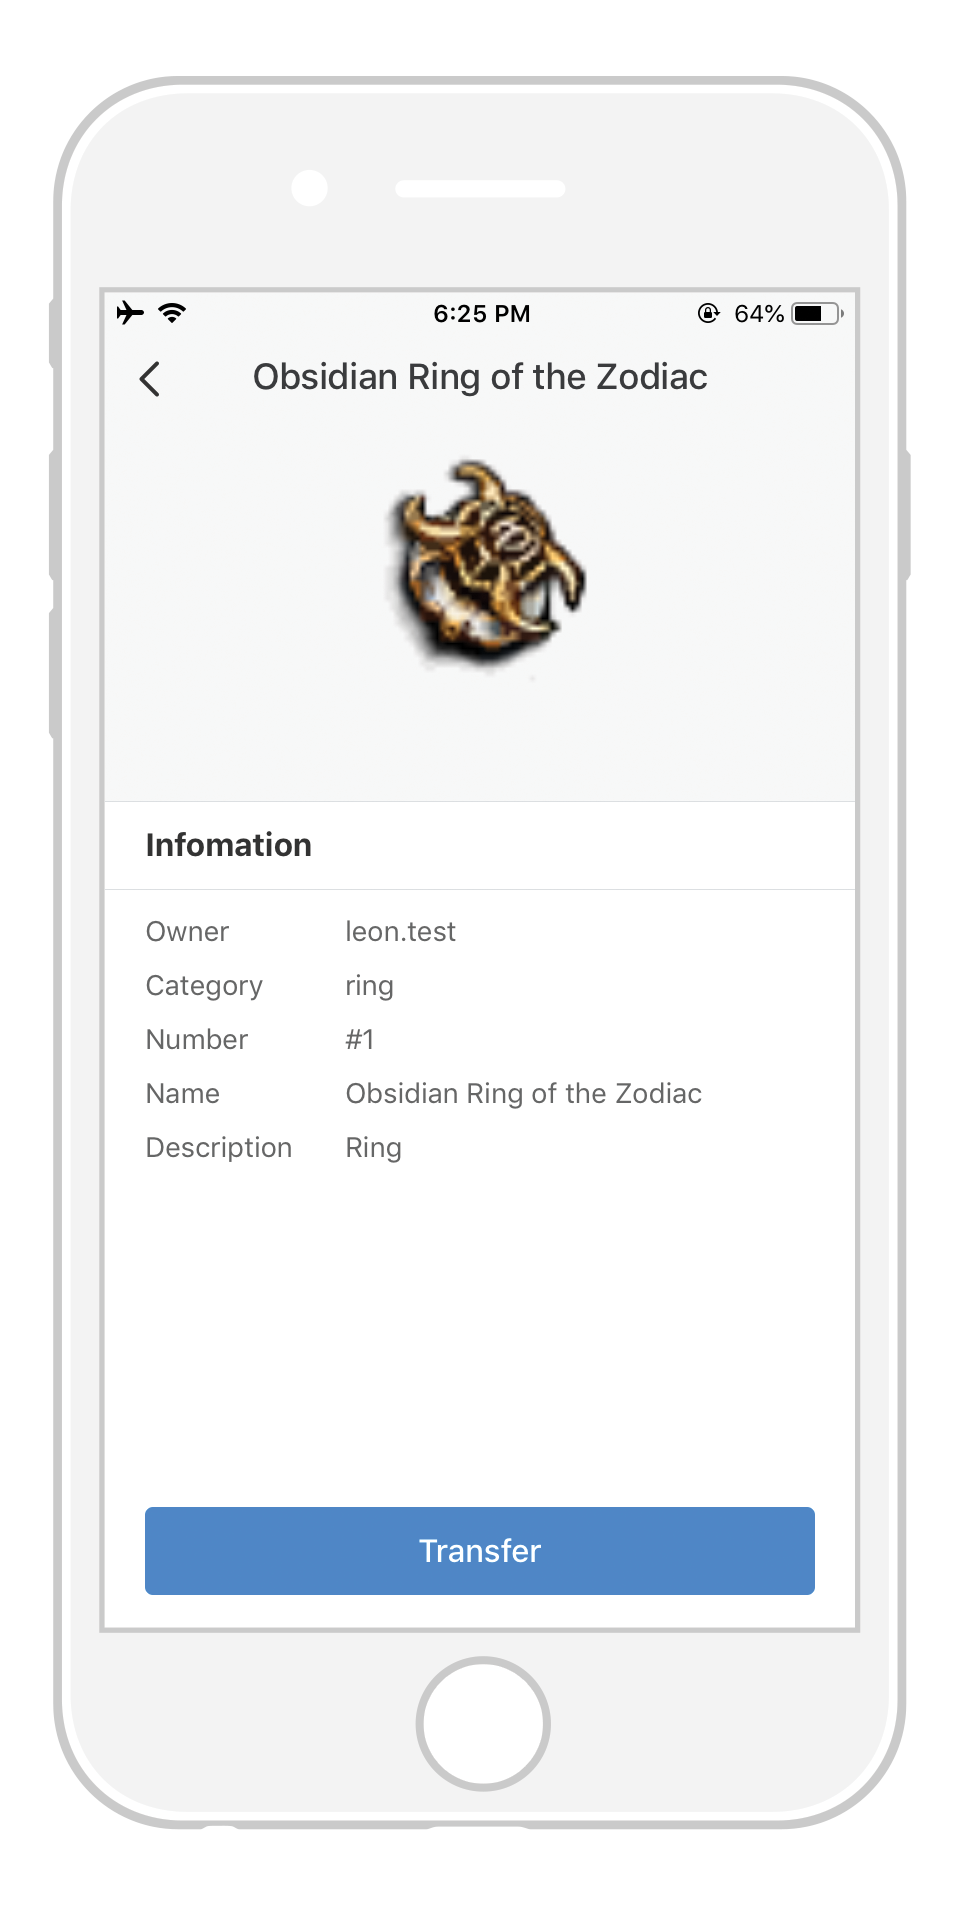 6:25 PM 64%
Obsidian Ring of the Zodiac
Infomation
Owner leon.test
Category ring
Number #1
Name Obsidian Ring of the Zodiac
Description Ring
Transfer